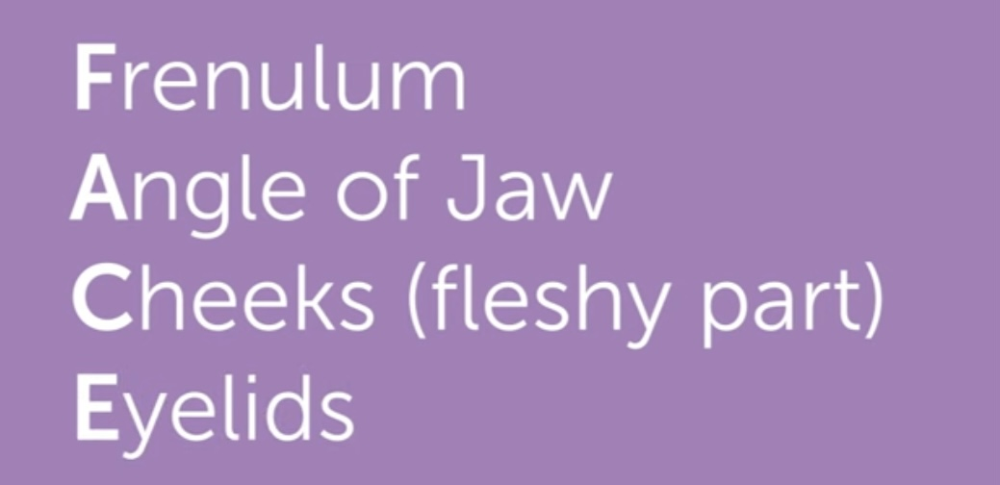 Frenulum
Angle of Jaw
Cheeks (fleshy part)
Eyelids